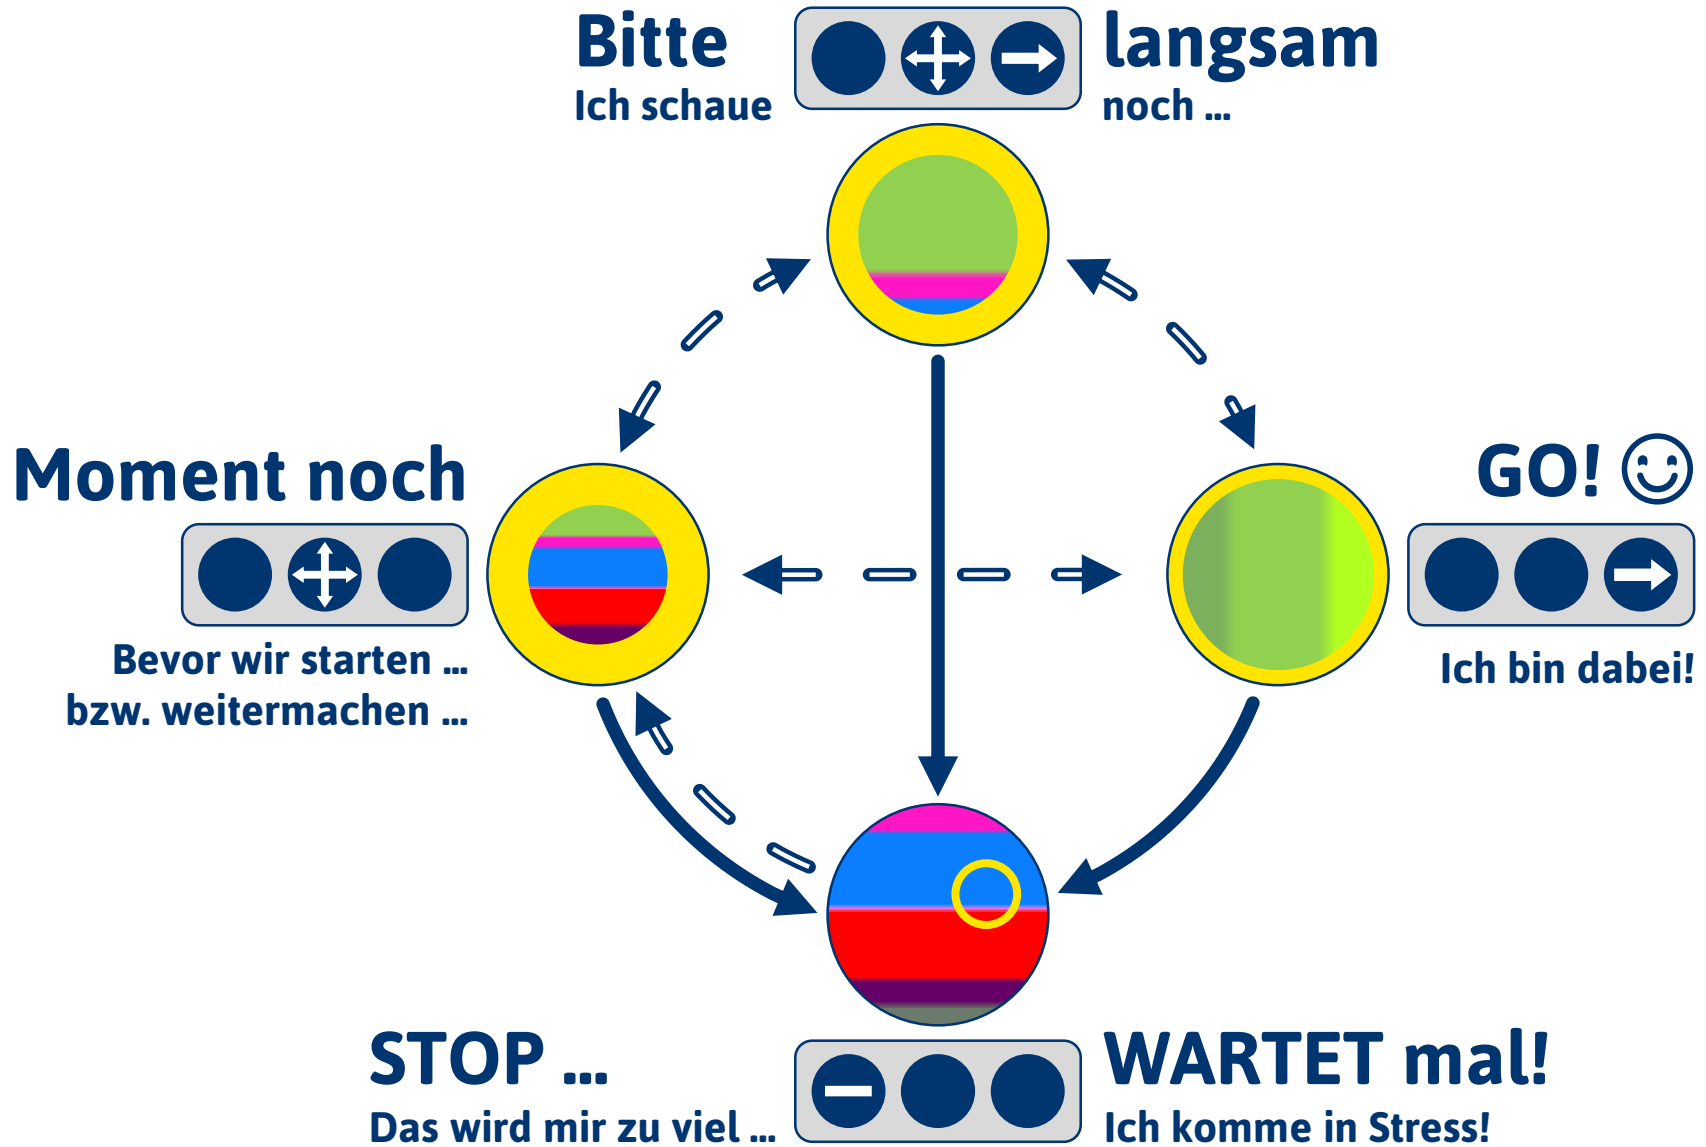 Bitte langsam
Ich schaue noch ...
Moment noch
Bevor wir starten ...
bzw. weitermachen ...
GO!
Ich bin dabei!
STOP ... WARTET mal!
Das wird mir zu viel ... Ich komme in Stress!